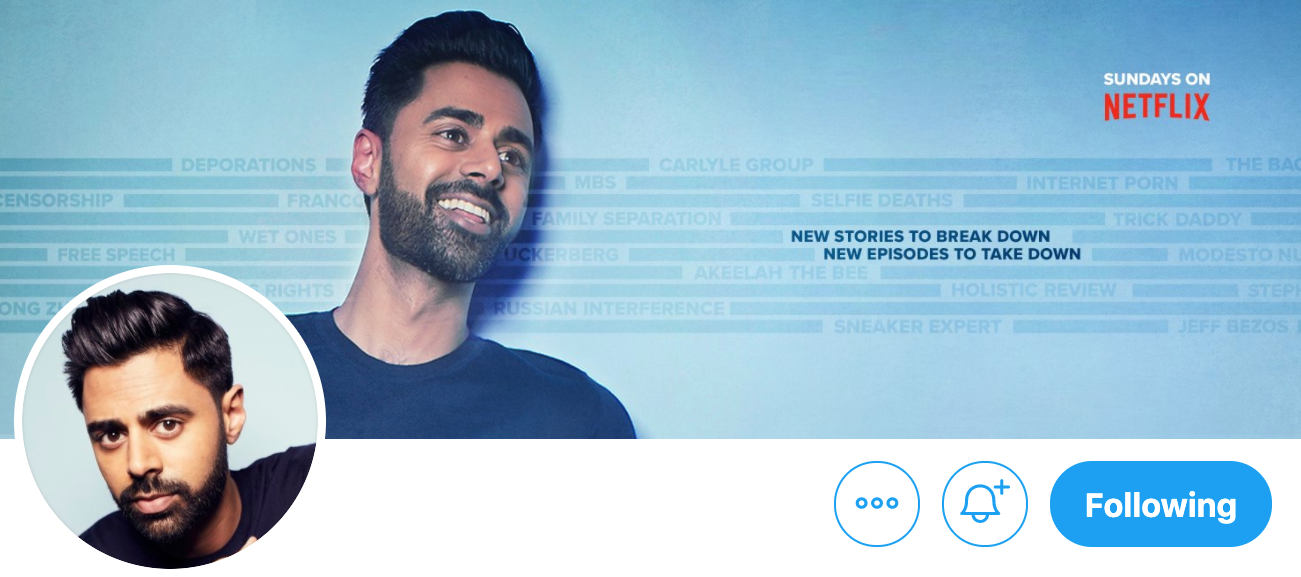 SUNDAYS ON
NETFLIX
DEPORATIONS
CARLYLE GROUP
THE BAC
MBS
INTERNET PORN
CENSORSHIP
FRANCO
SELFIE DEATHS
FAMILY SEPARATION
TRICK DADDY
WET ONES
NEW STORIES TO BREAK DOWN
FREE SPEECH
UCKERBERG
NEW EPISODES TO TAKE DOWN
MODESTO NU
AKEELAH THE BEE
S RIGHTS
HOLISTIC REVIEW
STEPH
ONG Z
RUSSIAN INTERFERENCE
SNEAKER EXPERT
JEFF BEZOS
Following